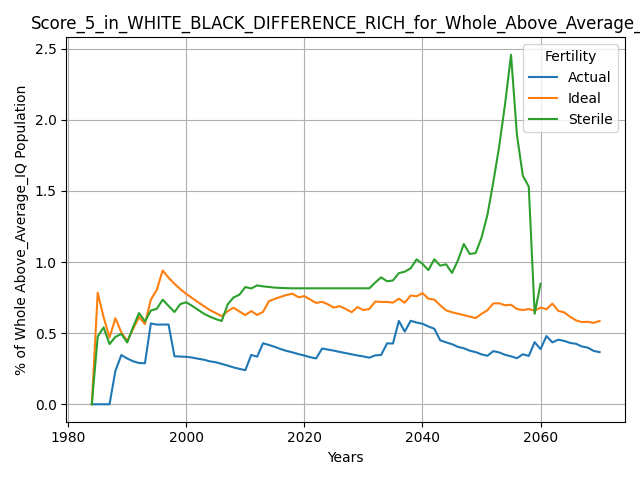 Score_5_in_WHITE_BLACK_DIFFERENCE_RICH_for_Whole_Above_Average_
% of Whole Above_Average_IQ Population
2.5
2.0
1.5
1.0
0.5
0.0
Fertility
Actual
Ideal
Sterile
1980
2000
2020
2040
2060
Years